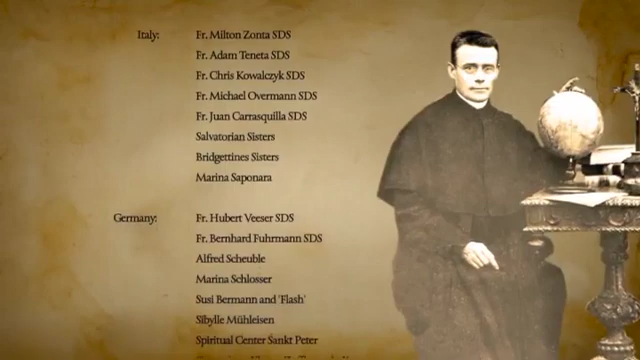 Italy: Fr. Milton Zonta SDS
Fr. Adam Teneta SDS
Fr. Chris Kowalczyk SDS
Fr. Michael Overmann SDS
Fr. Juan Carrasquilla SDS
Salvatorian Sisters
Bridgettines Sisters
Marina Saponara
Germany: Fr. Hubert Veeser SDS
Fr. Bernhard Fuhrmann SDS
Alfred Scheuble
Marina Schlosser
Susi Bermann and 'Flash'
Sibylle Mühleisen
Spiritual Center Sankt Peter